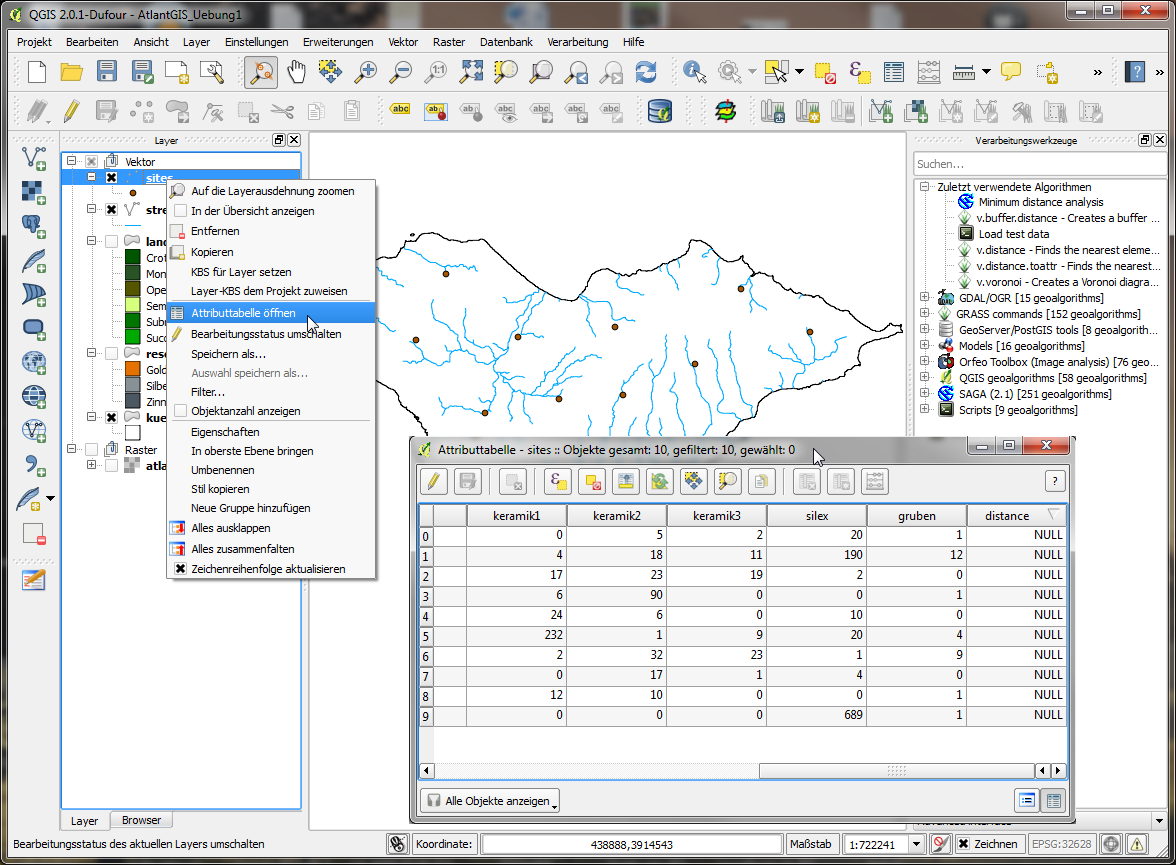 QGIS 2.0.1-Dufour - AtlantGIS_Uebung1
Projekt Bearbeiten Ansicht Layer Einstellungen Erweiterungen Vektor Raster Datenbank Verarbeitung Hilfe
Layer
Vektor
sites
stre
land
Crot
Mon
Ope
Sem
Subr
Succ
reso
Gold
Silbe
Zinn
kue
Raster
atla
Auf die Layerausdehnung zoomen
In der Übersicht anzeigen
Entfernen
Kopieren
KBS für Layer setzen
Layer-KBS dem Projekt zuweisen
Attributtabelle öffnen
Bearbeitungsstatus umschalten
Speichern als...
Auswahl speichern als...
Filter...
Objektanzahl anzeigen
Eigenschaften
In oberste Ebene bringen
Umbenennen
Stil kopieren
Neue Gruppe hinzufügen
Alles ausklappen
Alles zusammenfalten
Zeichenreihenfolge aktualisieren
Verarbeitungswerkzeuge
Suchen...
Zuletzt verwendete Algorithmen
Minimum distance analysis
v.buffer.distance - Creates a buffer ...
Load test data
v.distance - Finds the nearest eleme...
v.distance.toattr - Finds the nearest...
v.voronoi - Creates a Voronoi diagra...
GDAL/OGR [15 geoalgorithms]
GRASS commands [152 geoalgorithms]
GeoServer/PostGIS tools [8 geoalgorith...
Models [16 geoalgorithms]
Orfeo Toolbox (Image analysis) [76 geo...
QGIS geoalgorithms [58 geoalgorithms]
SAGA (2.1) [251 geoalgorithms]
Scripts [9 geoalgorithms]
Attributtabelle - sites :: Objekte gesamt: 10, gefiltert: 10, gewählt: 0
keramik1 keramik2 keramik3 silex gruben distance
0 0 5 2 20 1 NULL
1 4 18 11 190 12 NULL
2 17 23 19 2 0 NULL
3 6 90 0 0 1 NULL
4 24 6 0 10 0 NULL
5 232 1 9 20 4 NULL
6 2 32 23 1 9 NULL
7 0 17 1 4 0 NULL
8 12 10 0 0 1 NULL
9 0 0 0 689 1 NULL
Alle Objekte anzeigen
Layer Browser
Bearbeitungsstatus des aktuellen Layers umschalten Koordinate: 438888,3914543 Maßstab 1:722241 Zeichnen EPSG:32628